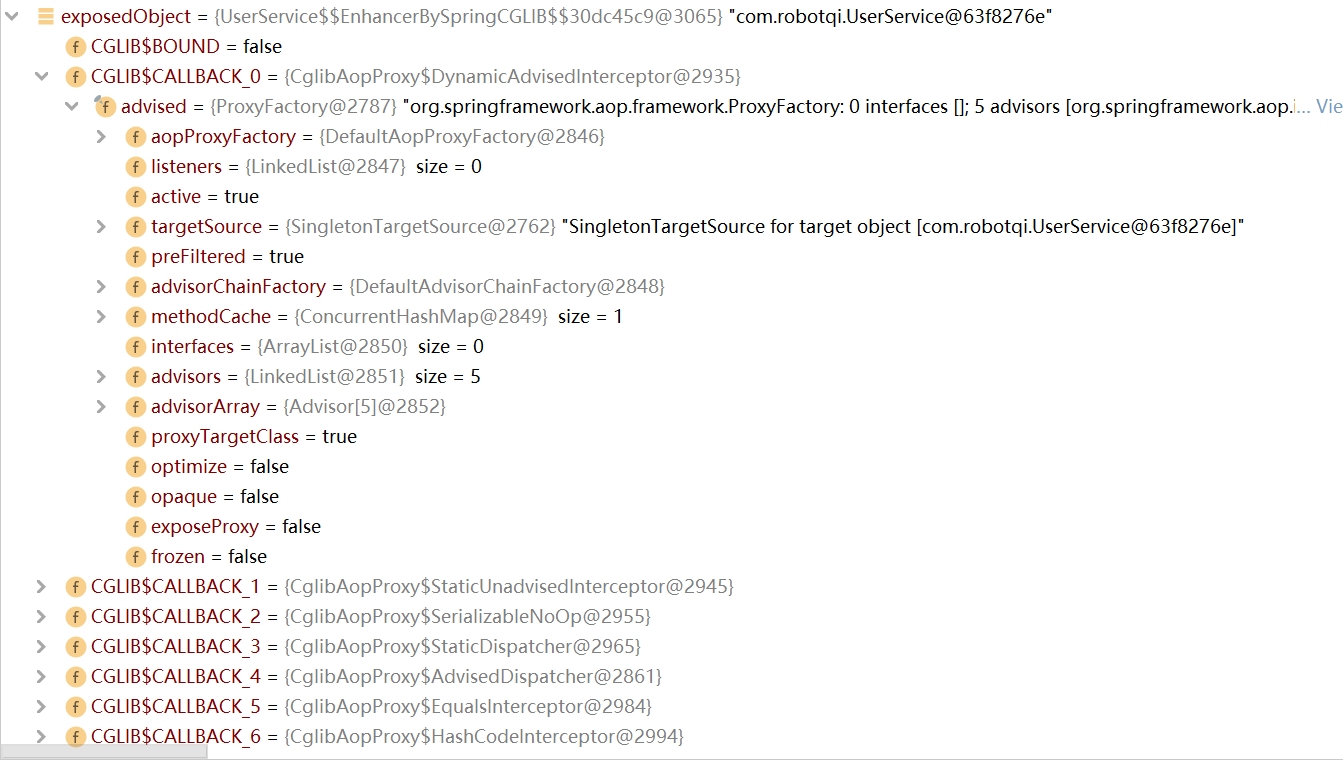 exposedObject = {UserService$$EnhancerBySpringCGLIB$$30dc45c9@3065} "com.robotqi.UserService@63f8276e"
f CGLIB$BOUND = false
f CGLIB$CALLBACK_0 = {CglibAopProxy$DynamicAdvisedInterceptor@2935}
f advised = {ProxyFactory@2787} "org.springframework.aop.framework.ProxyFactory: 0 interfaces []; 5 advisors [org.springframework.aop.i... Vie
f aopProxyFactory = {DefaultAopProxyFactory@2846}
f listeners = {LinkedList@2847} size = 0
f active = true
f targetSource = {SingletonTargetSource@2762} "SingletonTargetSource for target object [com.robotqi.UserService@63f8276e]"
f preFiltered = true
f advisorChainFactory = {DefaultAdvisorChainFactory@2848}
f methodCache = {ConcurrentHashMap@2849} size = 1
f interfaces = {ArrayList@2850} size = 0
f advisors = {LinkedList@2851} size = 5
f advisorArray = {Advisor[5]@2852}
f proxyTargetClass = true
f optimize = false
f opaque = false
f exposeProxy = false
f frozen = false
f CGLIB$CALLBACK_1 = {CglibAopProxy$StaticUnadvisedInterceptor@2945}
f CGLIB$CALLBACK_2 = {CglibAopProxy$SerializableNoOp@2955}
f CGLIB$CALLBACK_3 = {CglibAopProxy$StaticDispatcher@2965}
f CGLIB$CALLBACK_4 = {CglibAopProxy$AdvisedDispatcher@2861}
f CGLIB$CALLBACK_5 = {CglibAopProxy$EqualsInterceptor@2984}
f CGLIB$CALLBACK_6 = {CglibAopProxy$HashCodeInterceptor@2994}